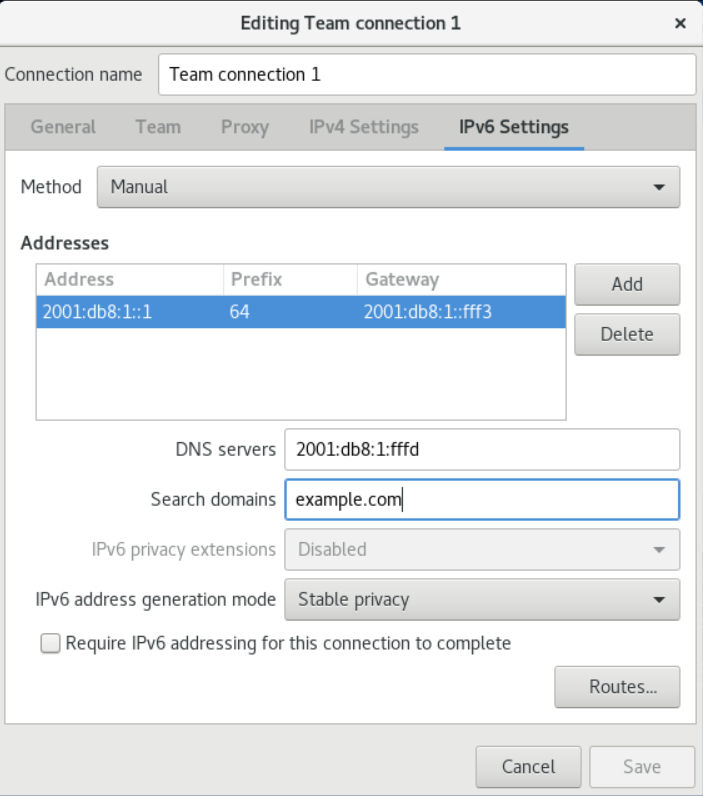 Editing Team connection 1
Connection name Team connection 1
General Team Proxy IPv4 Settings IPv6 Settings
Method Manual
Addresses
Address Prefix Gateway
2001:db8:1::1 64 2001:db8:1::fff3
Add
Delete
DNS servers 2001:db8:1:fffd
Search domains example.com
IPv6 privacy extensions Disabled
IPv6 address generation mode Stable privacy
Require IPv6 addressing for this connection to complete
Routes...
Cancel Save